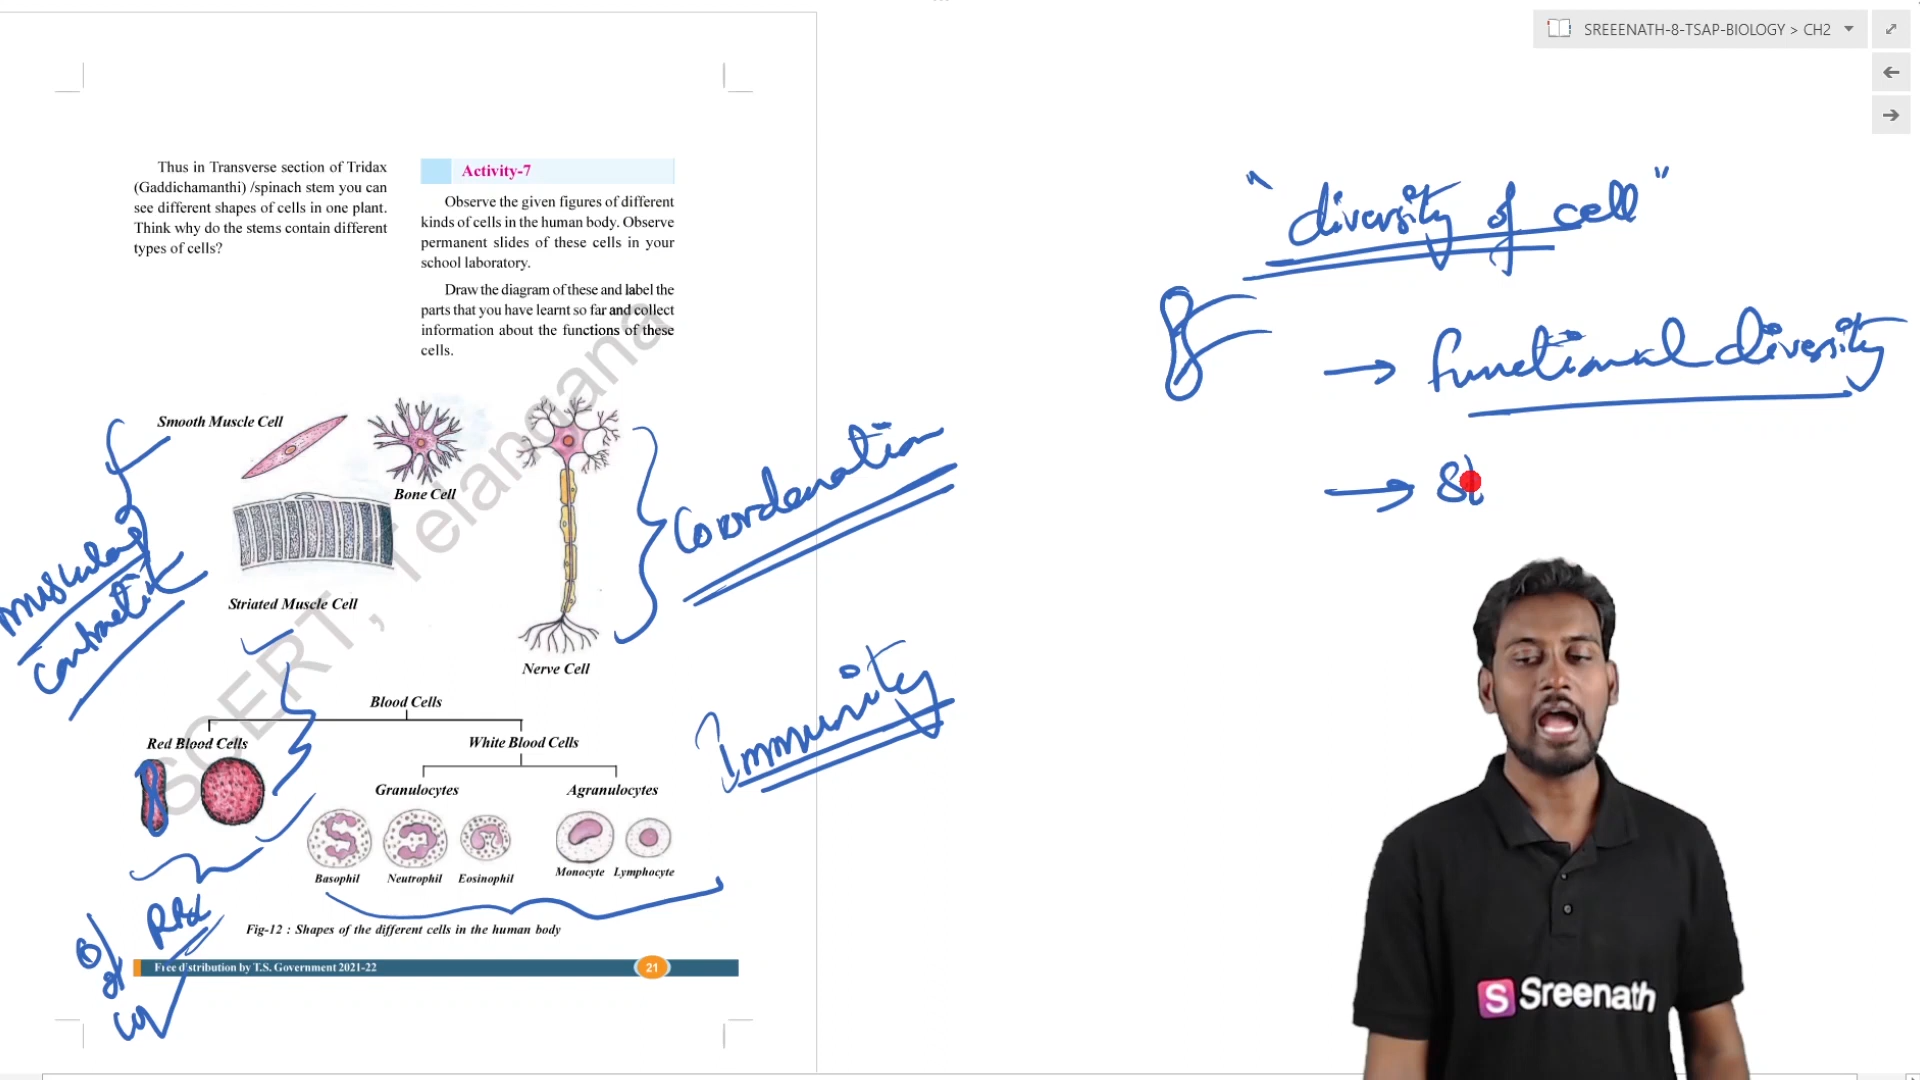 SREEENATH-8-TSAP-BIOLOGY > CH2
Thus in Transverse section of Tridax
(Gaddichamanthi) /spinach stem you can
see different shapes of cells in one plant.
Think why do the stems contain different
types of cells?
Activity-7
Observe the given figures of different
kinds of cells in the human body. Observe
permanent slides of these cells in your
school laboratory.
Draw the diagram of these and label the
parts that you have learnt so far and collect
information about the functions of these
cells.
Smooth Muscle Cell
Bone Cell
Striated Muscle Cell
Nerve Cell
Blood Cells
Red Blood Cells
White Blood Cells
Granulocytes
Agranulocytes
Basophil
Neutrophil
Eosinophil
Monocyte
Lymphocyte
Fig-12 : Shapes of the different cells in the human body
Free distribution by T.S. Government 2021-22
21
SCERT, Telangana
muscular
Coordenation
Immunity
"diversity of cell"
→ functional diversity
→ St
S Sreenath